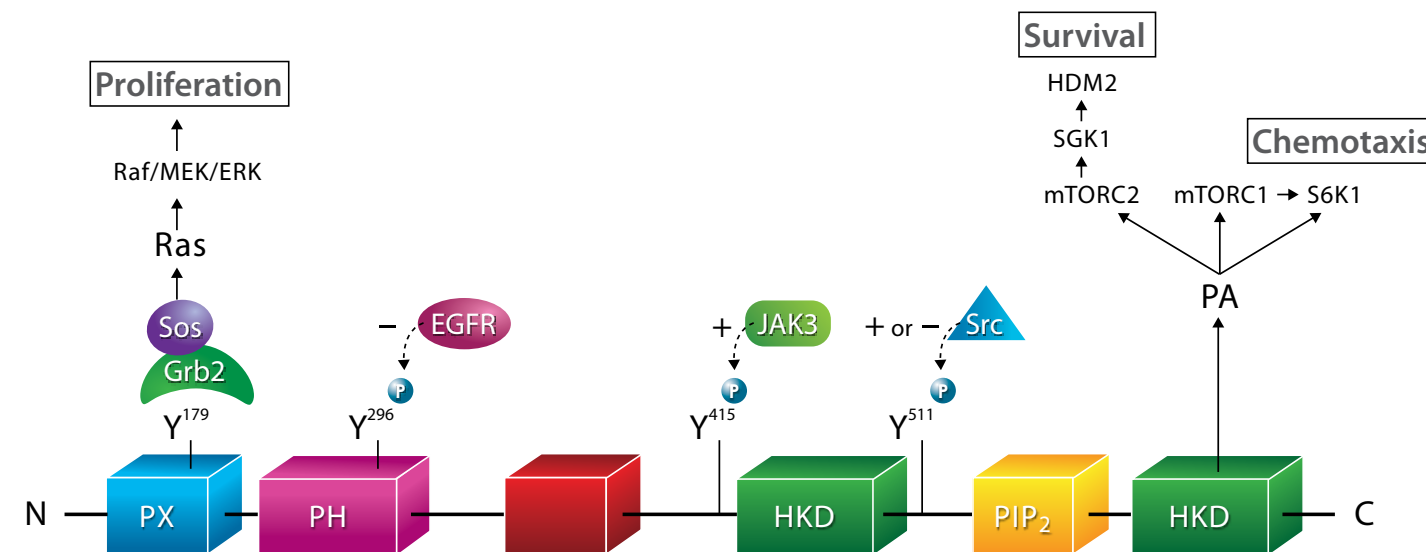 Survival
Proliferation
HDM2
SGK1
Chemotaxis
Raf/MEK/ERK
mTORC2
mTORC1
S6K1
Ras
PA
Sos
− EGFR
+ JAK3
+ or − Src
Grb2
P
P
P
Y179
Y296
Y415
Y511
N
PX
PH
HKD
PIP2
HKD
C